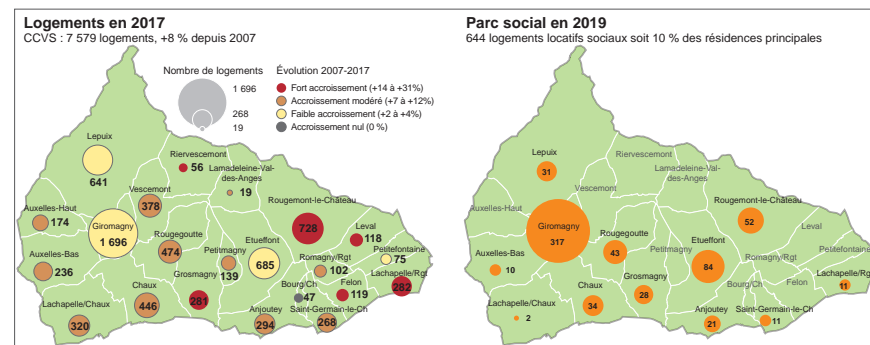 Logements en 2017
CCVS : 7 579 logements, +8 % depuis 2007
Nombre de logements
1 696
268
19
Évolution 2007-2017
Fort accroissement (+14 à +31%)
Accroissement modéré (+7 à +12%)
Faible accroissement (+2 à +4%)
Accroissement nul (0 %)
Lepuix
641
Riervescemont
56
Lamadeleine-Val-
des-Anges
19
Vescemont
378
Rougemont-le-Château
728
Auxelles-Haut
174
Giromagny
1 696
Leval
118
Rougegoutte
474
Etueffont
685
Petitefontaine
75
Petitmagny
139
Auxelles-Bas
236
Romagny/Rgt
102
Grosmagny
281
Bourg/Ch
47
Felon
119
Lachapelle/Rgt
282
Chaux
446
Lachapelle/Chaux
320
Anjoutey
294
Saint-Germain-le-Ch
268
Parc social en 2019
644 logements locatifs sociaux soit 10 % des résidences principales
Lepuix
31
Riervescemont
Lamadeleine-Val-
des-Anges
Vescemont
Rougemont-le-Château
52
Auxelles-Haut
Giromagny
317
Leval
Rougegoutte
43
Etueffont
84
Petitmagny
Petitefontaine
Auxelles-Bas
10
Romagny/Rgt
Lachapelle/Rgt
11
Grosmagny
28
Bourg/Ch
Felon
Chaux
34
Lachapelle/Chaux
2
Anjoutey
21
Saint-Germain-le-Ch
11